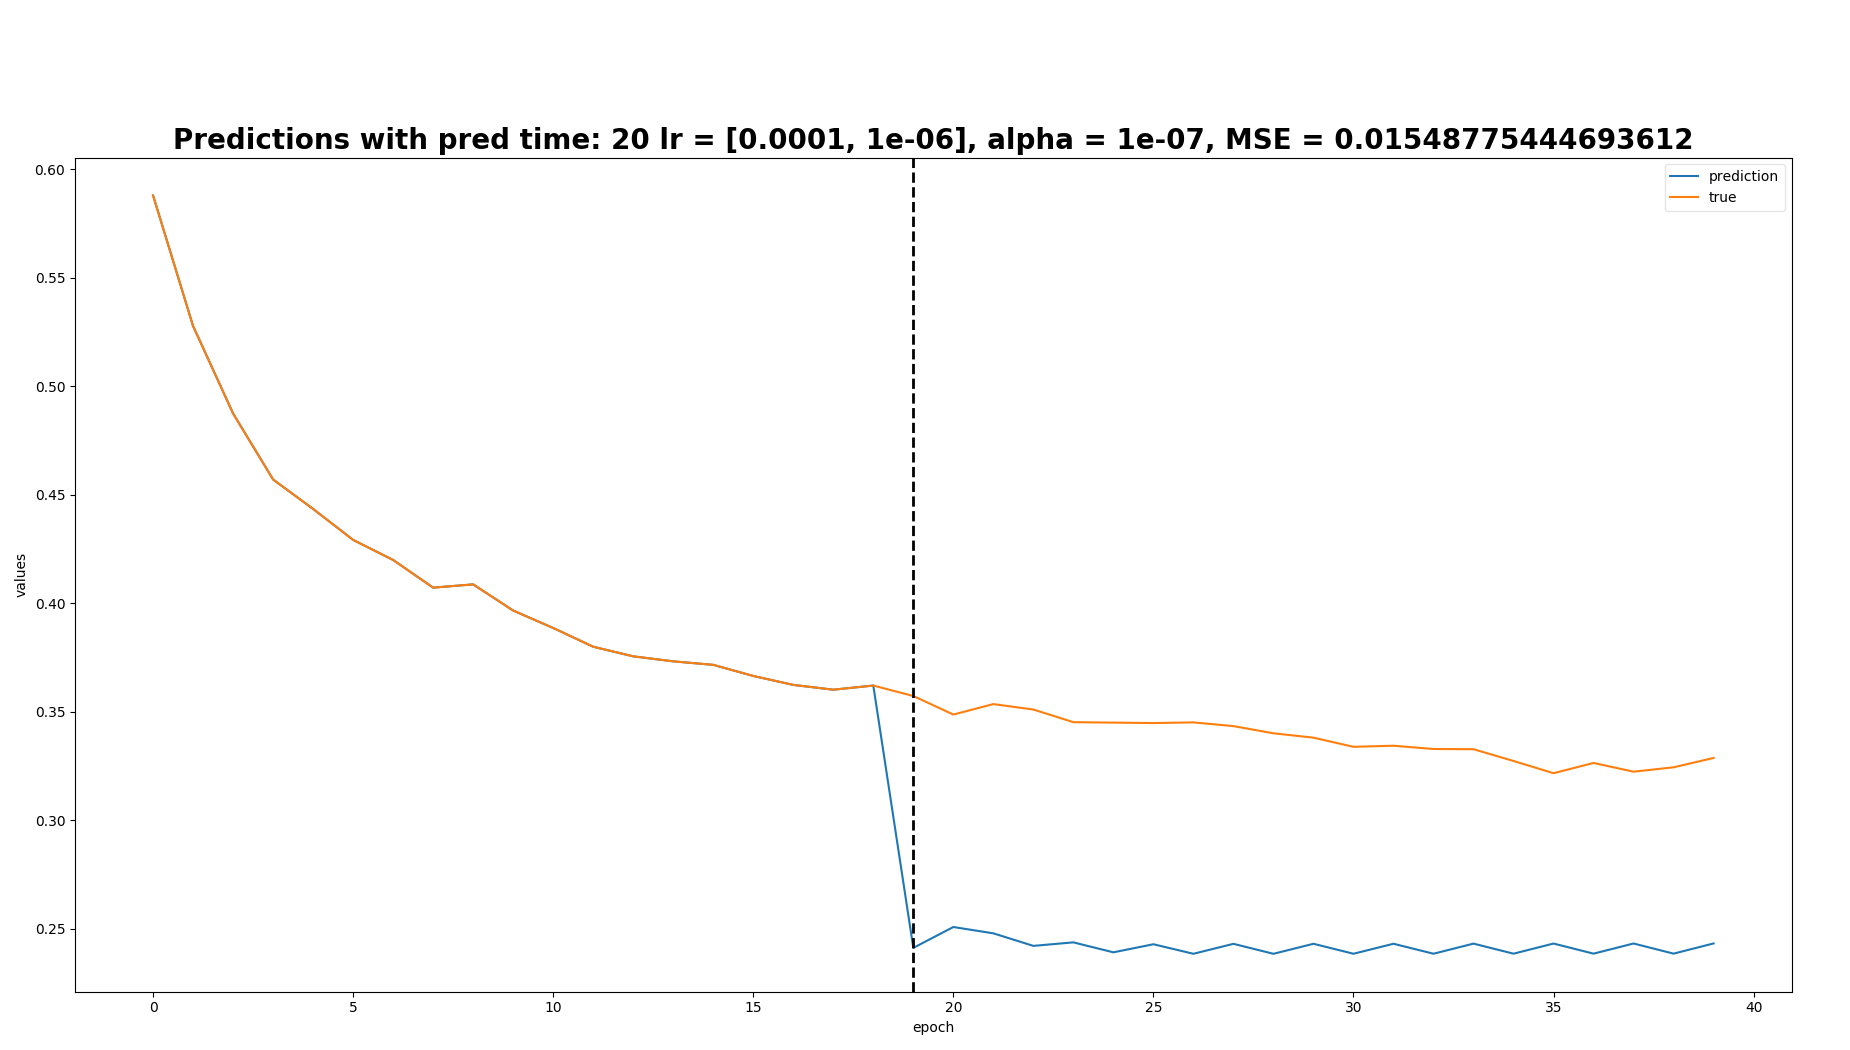 Predictions with pred time: 20 lr = [0.0001, 1e-06], alpha = 1e-07, MSE = 0.01548775444693612
prediction
true
values
0.60
0.55
0.50
0.45
0.40
0.35
0.30
0.25
0 5 10 15 20 25 30 35 40
epoch